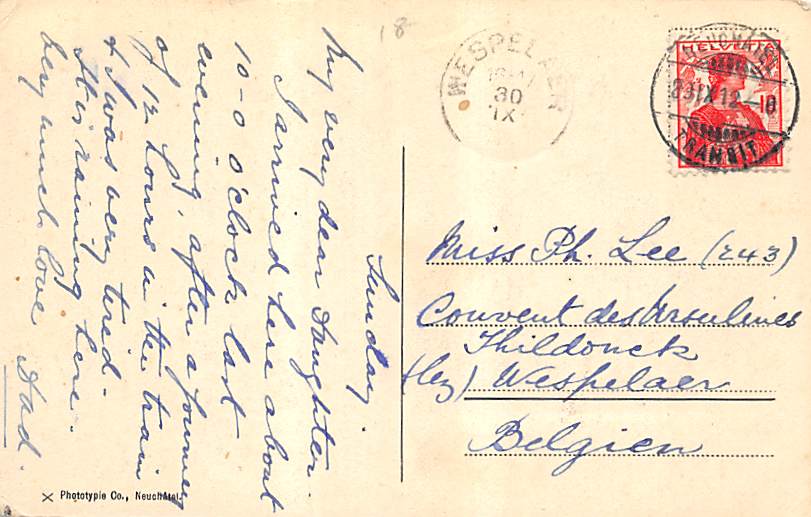 18
WESPELAER
30
IX
HELVETIA
NEUCHATEL
29 IX 12-10
TRANSIT
Sunday.
My very dear Daughter.
I arrived here about
10-0 o'clock last
evening, after a journey
of 12 hours in the train
& I was very tired.
It is raining here.
Very much love Dad.
Miss Ph. Lee (243)
Couvent des Ursulines
Thildonck
(lez) Wespelaer
Belgien
X Phototypie Co., Neuchâtel.